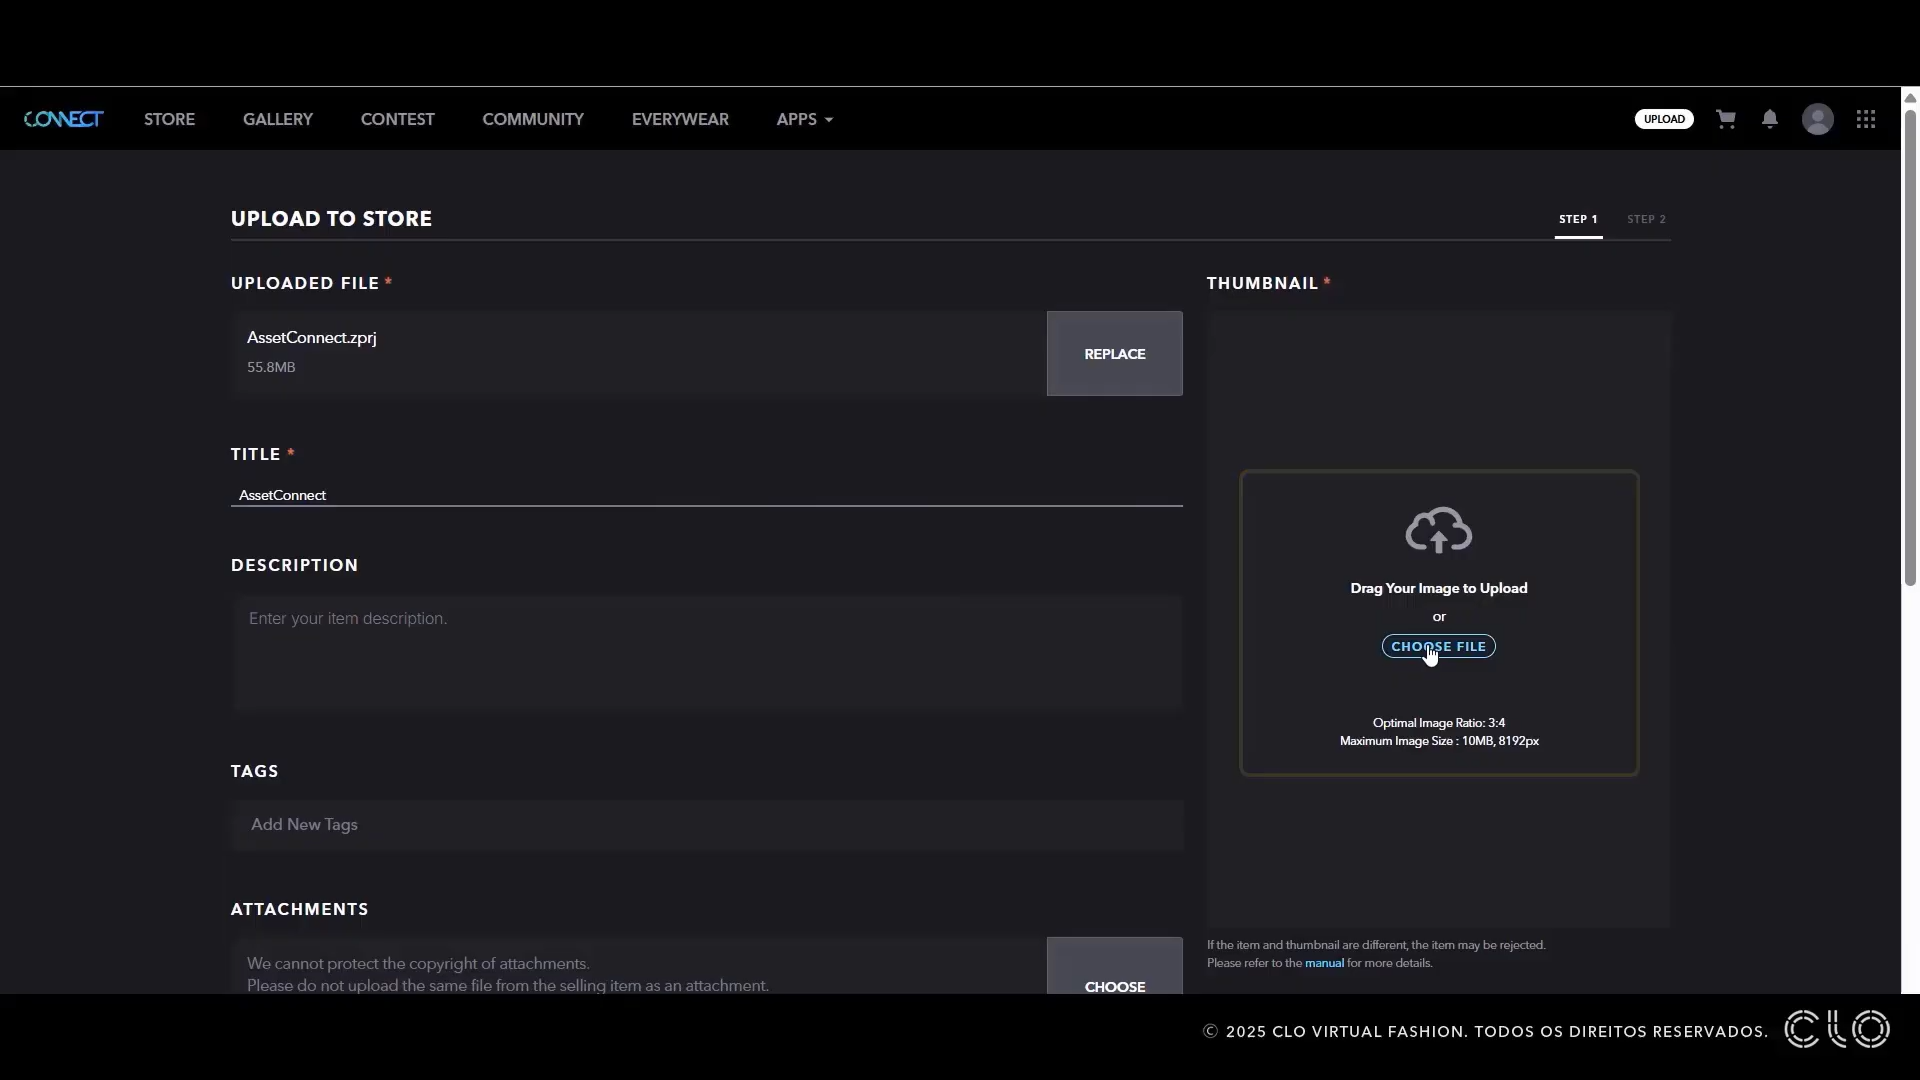 CONNECT
STORE
GALLERY
CONTEST
COMMUNITY
EVERYWEAR
APPS
UPLOAD
UPLOAD TO STORE
STEP 1
STEP 2
UPLOADED FILE *
AssetConnect.zprj
55.8MB
REPLACE
TITLE *
AssetConnect
DESCRIPTION
Enter your item description.
TAGS
Add New Tags
ATTACHMENTS
We cannot protect the copyright of attachments.
Please do not upload the same file from the selling item as an attachment.
CHOOSE
THUMBNAIL *
Drag Your Image to Upload
or
CHOOSE FILE
Optimal Image Ratio: 3:4
Maximum Image Size : 10MB, 8192px
If the item and thumbnail are different, the item may be rejected.
Please refer to the manual for more details.
© 2025 CLO VIRTUAL FASHION. TODOS OS DIREITOS RESERVADOS.
CLO